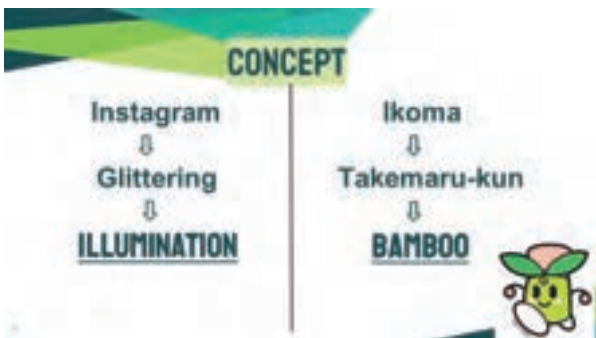 CONCEPT
Instagram
⇩
Glittering
⇩
ILLUMINATION
Ikoma
⇩
Takemaru-kun
⇩
BAMBOO